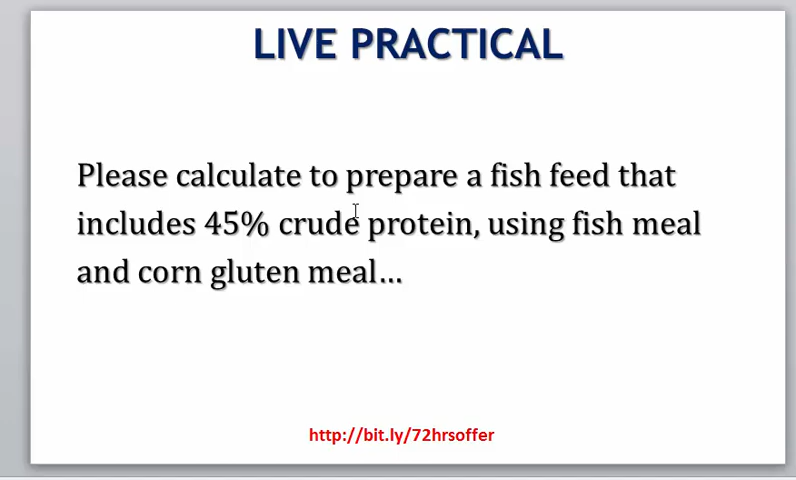 LIVE PRACTICAL
Please calculate to prepare a fish feed that
includes 45% crude protein, using fish meal
and corn gluten meal...
http://bit.ly/72hrsoffer